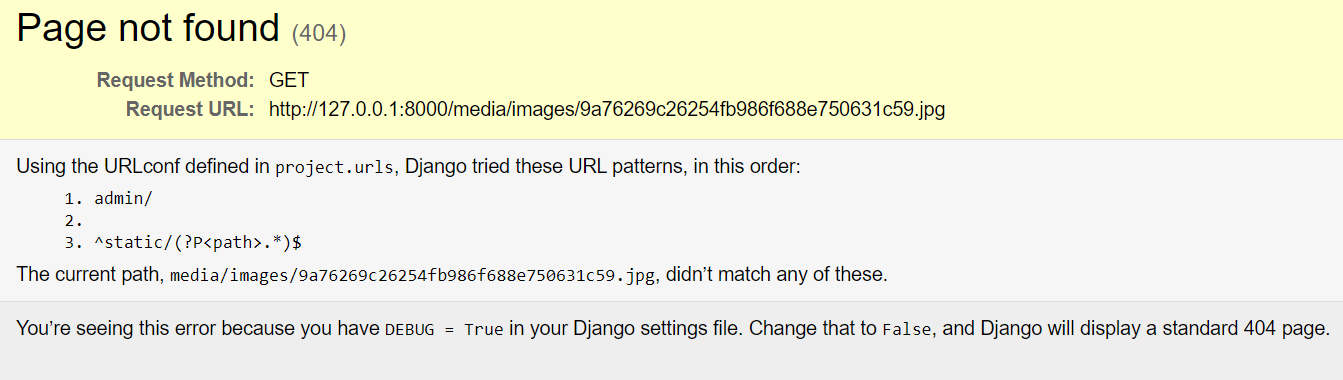 Page not found (404)
Request Method: GET
Request URL: http://127.0.0.1:8000/media/images/9a76269c26254fb986f688e750631c59.jpg
Using the URLconf defined in project.urls, Django tried these URL patterns, in this order:
1. admin/
2.
3. ^static/(?P<path>.*)$
The current path, media/images/9a76269c26254fb986f688e750631c59.jpg, didn’t match any of these.
You’re seeing this error because you have DEBUG = True in your Django settings file. Change that to False, and Django will display a standard 404 page.